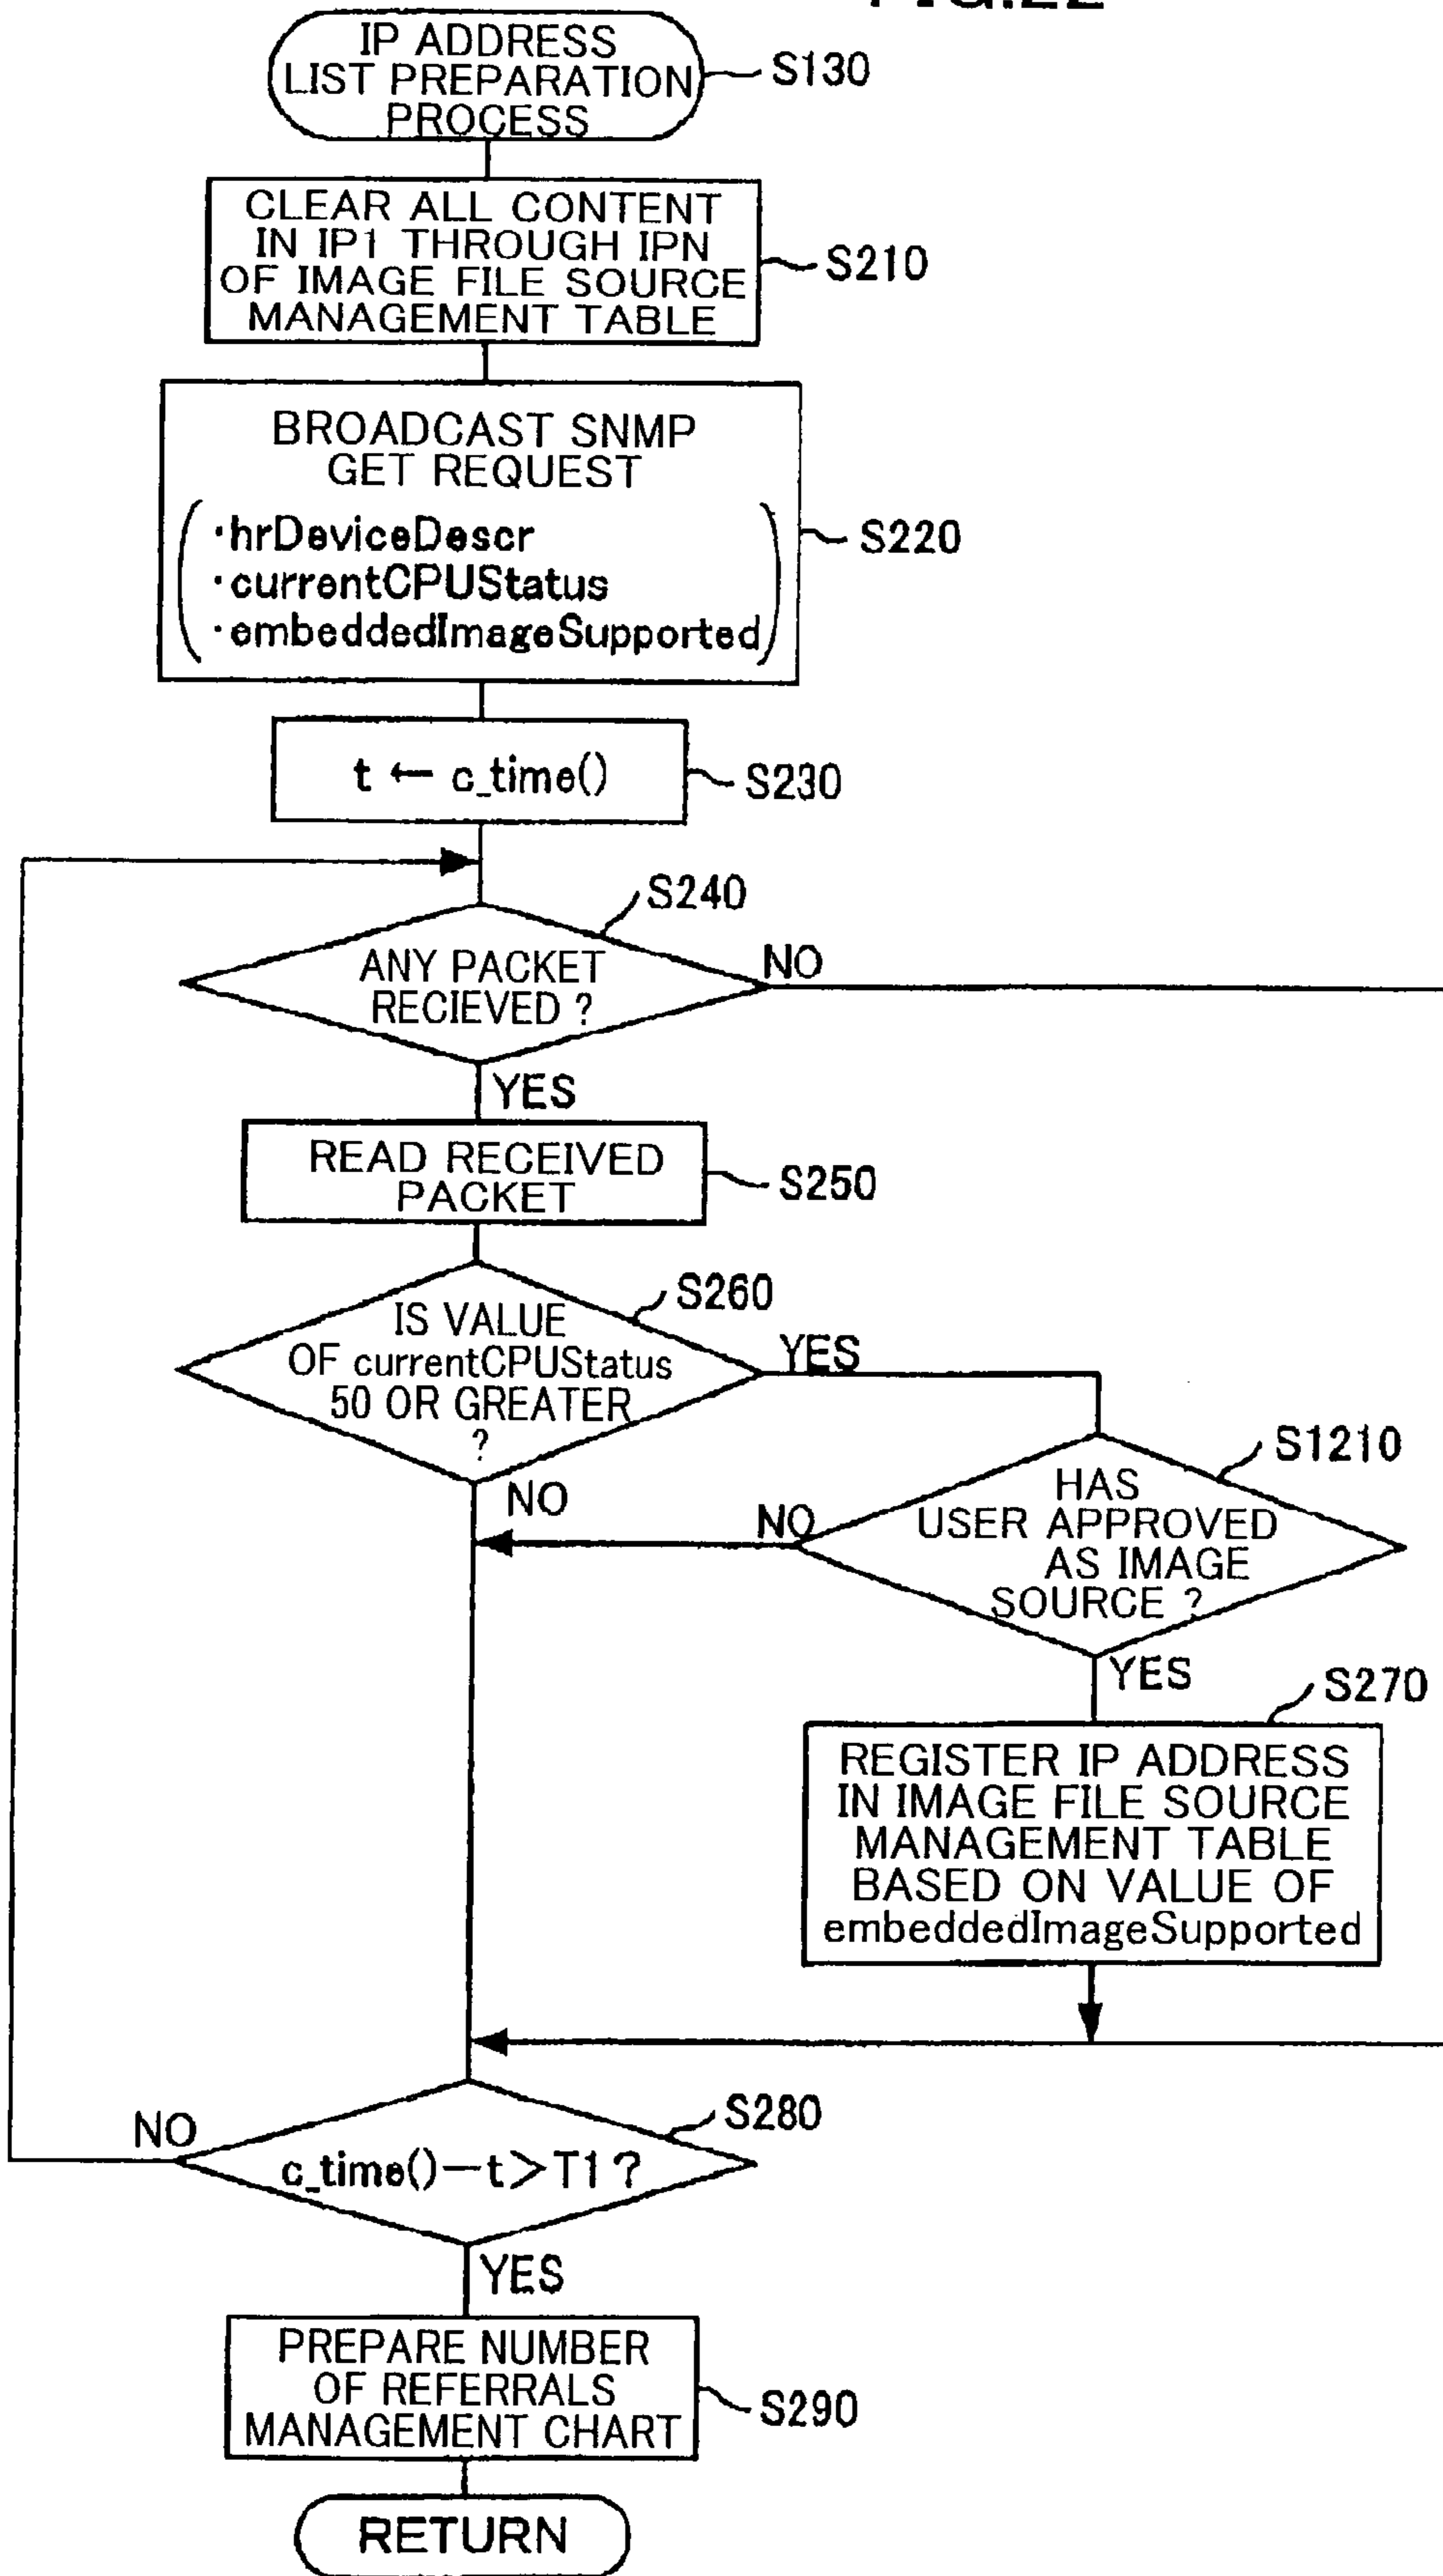 FIG.22
IP ADDRESS
LIST PREPARATION
PROCESS
S130
CLEAR ALL CONTENT
IN IP1 THROUGH IPN
OF IMAGE FILE SOURCE
MANAGEMENT TABLE
S210
BROADCAST SNMP
GET REQUEST
·hrDeviceDescr
·currentCPUStatus
·embeddedImageSupported
S220
t ← c_time()
S230
S240
ANY PACKET
RECIEVED ?
NO
YES
READ RECEIVED
PACKET
S250
S260
IS VALUE
OF currentCPUStatus
50 OR GREATER
?
YES
NO
S1210
HAS
USER APPROVED
AS IMAGE
SOURCE ?
NO
YES
S270
REGISTER IP ADDRESS
IN IMAGE FILE SOURCE
MANAGEMENT TABLE
BASED ON VALUE OF
embeddedImageSupported
S280
NO
c_time()−t>T1?
YES
PREPARE NUMBER
OF REFERRALS
MANAGEMENT CHART
S290
RETURN